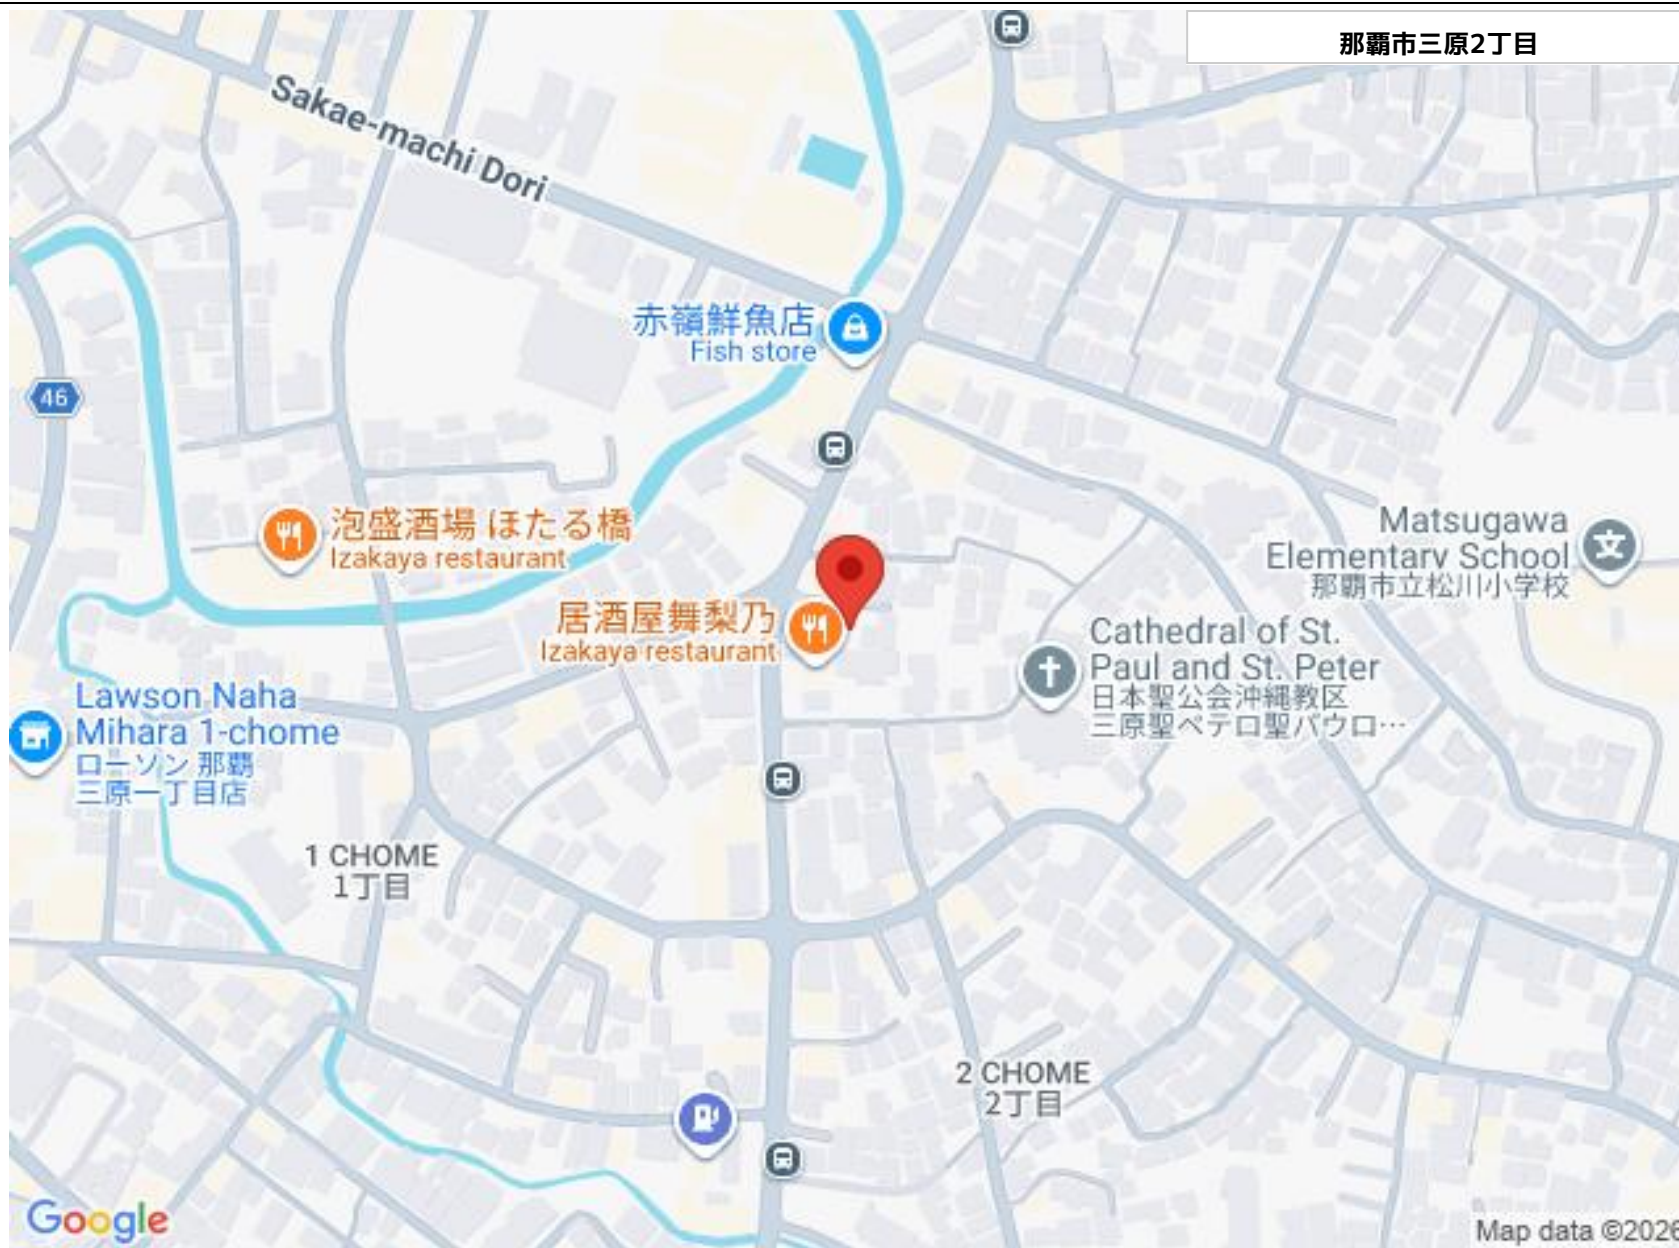 那覇市三原2丁目
Sakae-machi Dori
赤嶺鮮魚店
Fish store
46
泡盛酒場 ほたる橋
Izakaya restaurant
Matsugawa
Elementary School
那覇市立松川小学校
居酒屋舞梨乃
Izakaya restaurant
Cathedral of St.
Paul and St. Peter
日本聖公会沖縄教区
三原聖ペテロ聖パウロ…
Lawson Naha
Mihara 1-chome
ローソン 那覇
三原一丁目店
1 CHOME
1丁目
2 CHOME
2丁目
文
Google
Map data ©2026